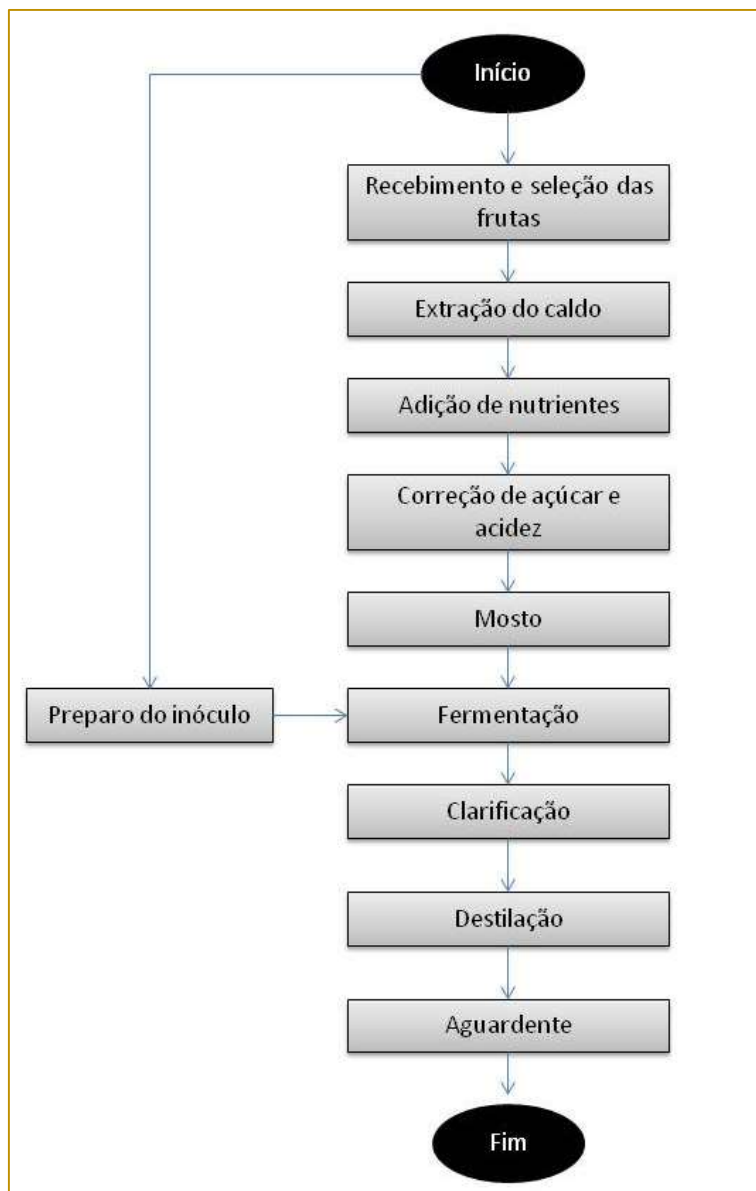 Início
Recebimento e seleção das
frutas
Extração do caldo
Adição de nutrientes
Correção de açúcar e
acidez
Mosto
Preparo do inóculo
Fermentação
Clarificação
Destilação
Aguardente
Fim